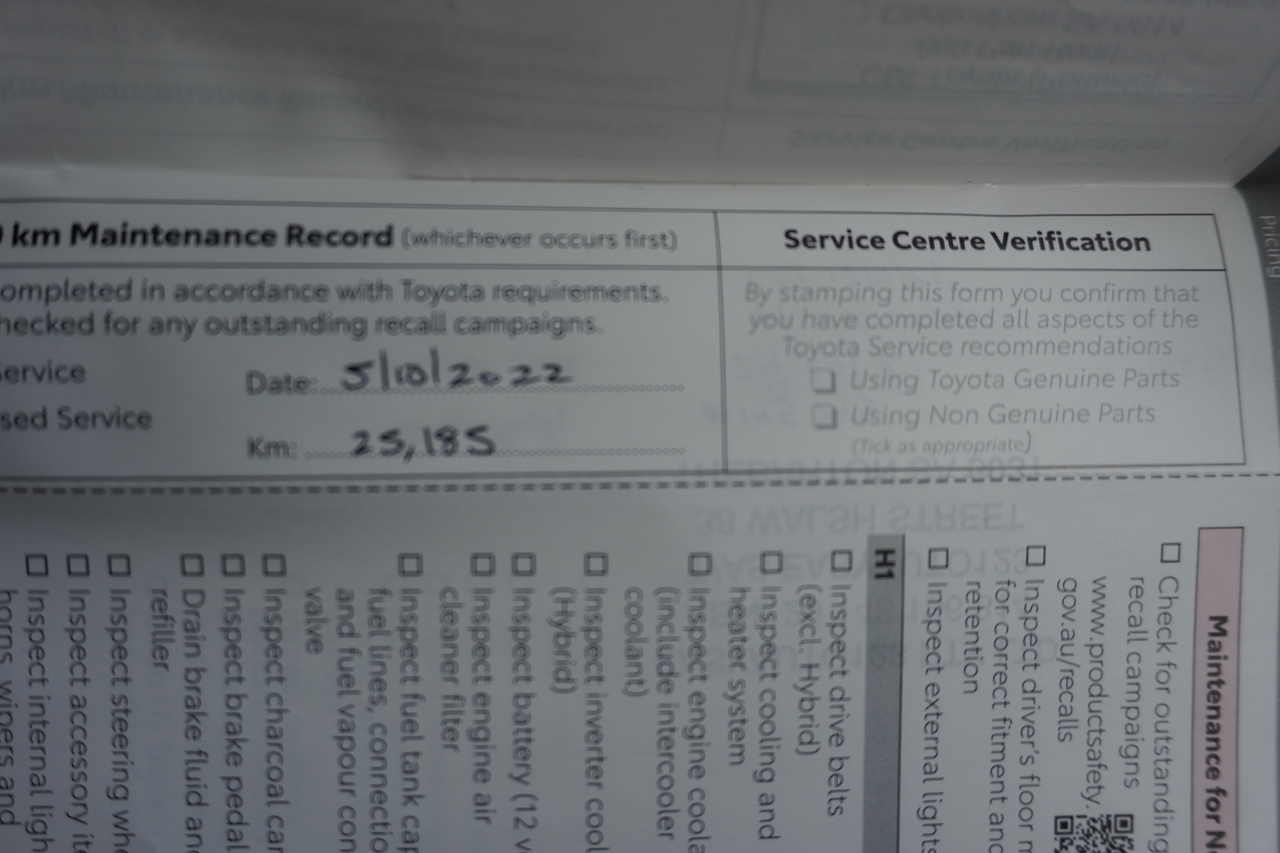 km Maintenance Record (whichever occurs first)
ompleted in accordance with Toyota requirements.
hecked for any outstanding recall campaigns.
ervice
Date: 5/10/2022
sed Service
Km: 25,185
Service Centre Verification
By stamping this form you confirm that
you have completed all aspects of the
Toyota Service recommendations
Using Toyota Genuine Parts
Using Non Genuine Parts
(Tick as appropriate)
Pricing
Maintenance for N
Check for outstanding
recall campaigns
www.productsafety.
gov.au/recalls
Inspect driver's floor m
for correct fitment and
retention
Inspect external lights
H1
Inspect drive belts
(excl. Hybrid)
Inspect cooling and
heater system
Inspect engine coola
(include intercooler
coolant)
Inspect inverter cool
(Hybrid)
Inspect battery (12 v
Inspect engine air
cleaner filter
Inspect fuel tank cap
fuel lines, connectio
and fuel vapour con
valve
Inspect charcoal can
Inspect brake pedal
Drain brake fluid and
refiller
Inspect steering whe
Inspect accessory ite
Inspect internal ligh
horns, wipers and